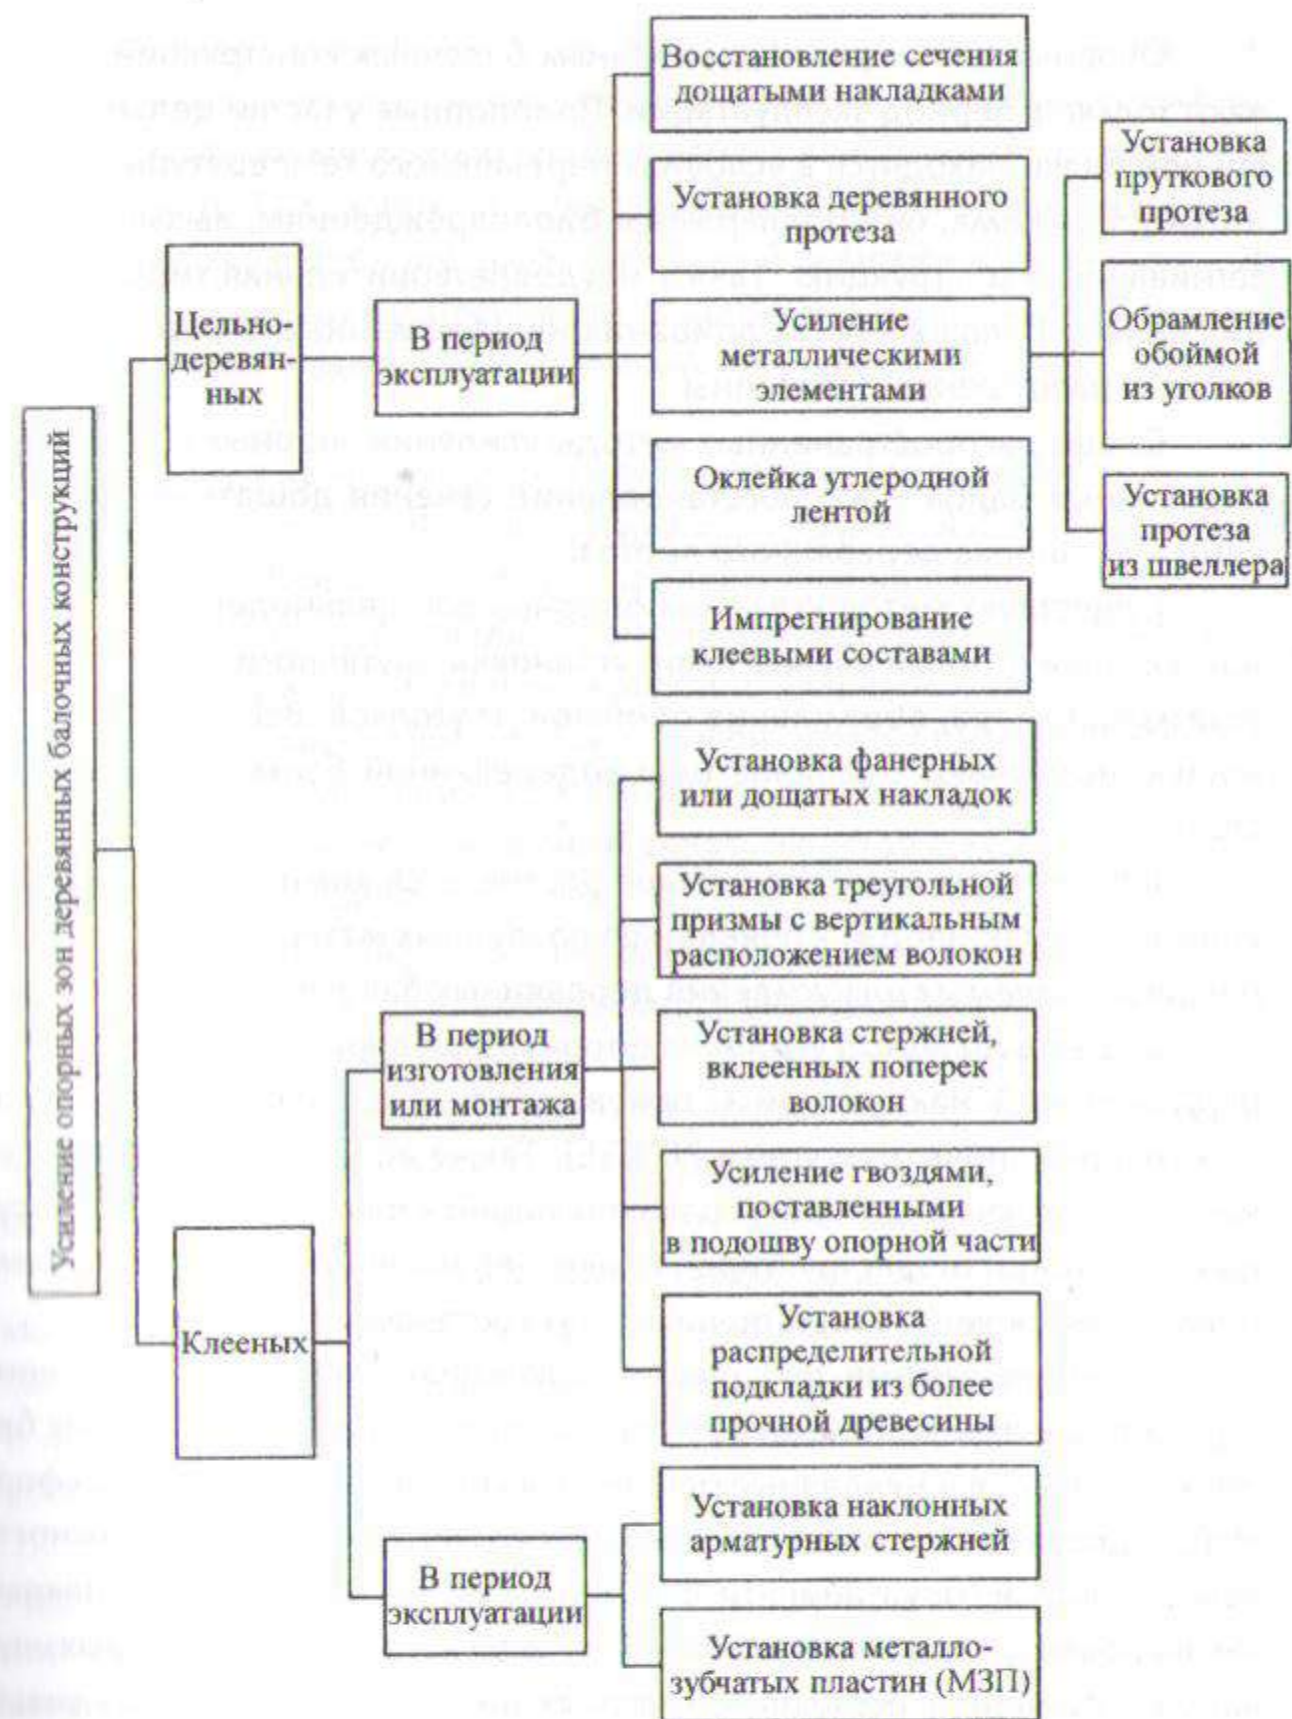 Усиление опорных зон деревянных балочных конструкций
Цельно-
деревян-
ных
В период
эксплуатации
Восстановление сечения
дощатыми накладками
Установка деревянного
протеза
Усиление
металлическими
элементами
Установка
пруткового
протеза
Обрамление
обоймой
из уголков
Установка
протеза
из швеллера
Оклейка углеродной
лентой
Импрегнирование
клеевыми составами
Клееных
В период
изготовления
или монтажа
Установка фанерных
или дощатых накладок
Установка треугольной
призмы с вертикальным
расположением волокон
Установка стержней,
вклеенных поперек
волокон
Усиление гвоздями,
поставленными
в подошву опорной части
Установка
распределительной
подкладки из более
прочной древесины
В период
эксплуатации
Установка наклонных
арматурных стержней
Установка металло-
зубчатых пластин (МЗП)